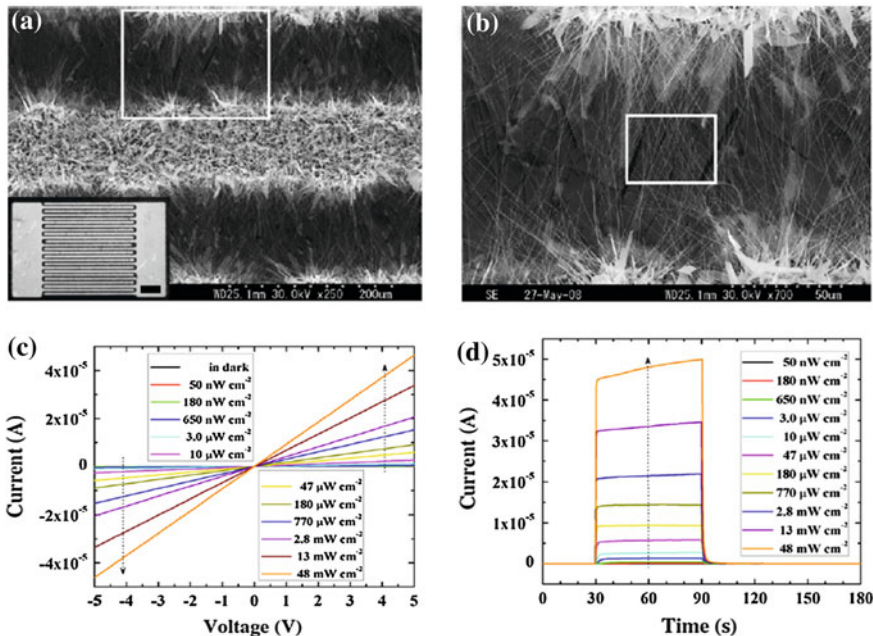 (a)
WD25.1mm 30.0kV x250 200um
(b)
SE 27-May-08 WD25.1mm 30.0kV x700 50um
(c)
Current (A)
4x10⁻⁵
2x10⁻⁵
0
-2x10⁻⁵
-4x10⁻⁵
in dark
50 nW cm⁻²
180 nW cm⁻²
650 nW cm⁻²
3.0 μW cm⁻²
10 μW cm⁻²
47 μW cm⁻²
180 μW cm⁻²
770 μW cm⁻²
2.8 mW cm⁻²
13 mW cm⁻²
48 mW cm⁻²
-5 -4 -3 -2 -1 0 1 2 3 4 5
Voltage (V)
(d)
Current (A)
5x10⁻⁵
4x10⁻⁵
3x10⁻⁵
2x10⁻⁵
1x10⁻⁵
0
50 nW cm⁻²
180 nW cm⁻²
650 nW cm⁻²
3.0 μW cm⁻²
10 μW cm⁻²
47 μW cm⁻²
180 μW cm⁻²
770 μW cm⁻²
2.8 mW cm⁻²
13 mW cm⁻²
48 mW cm⁻²
0 30 60 90 120 150 180
Time (s)